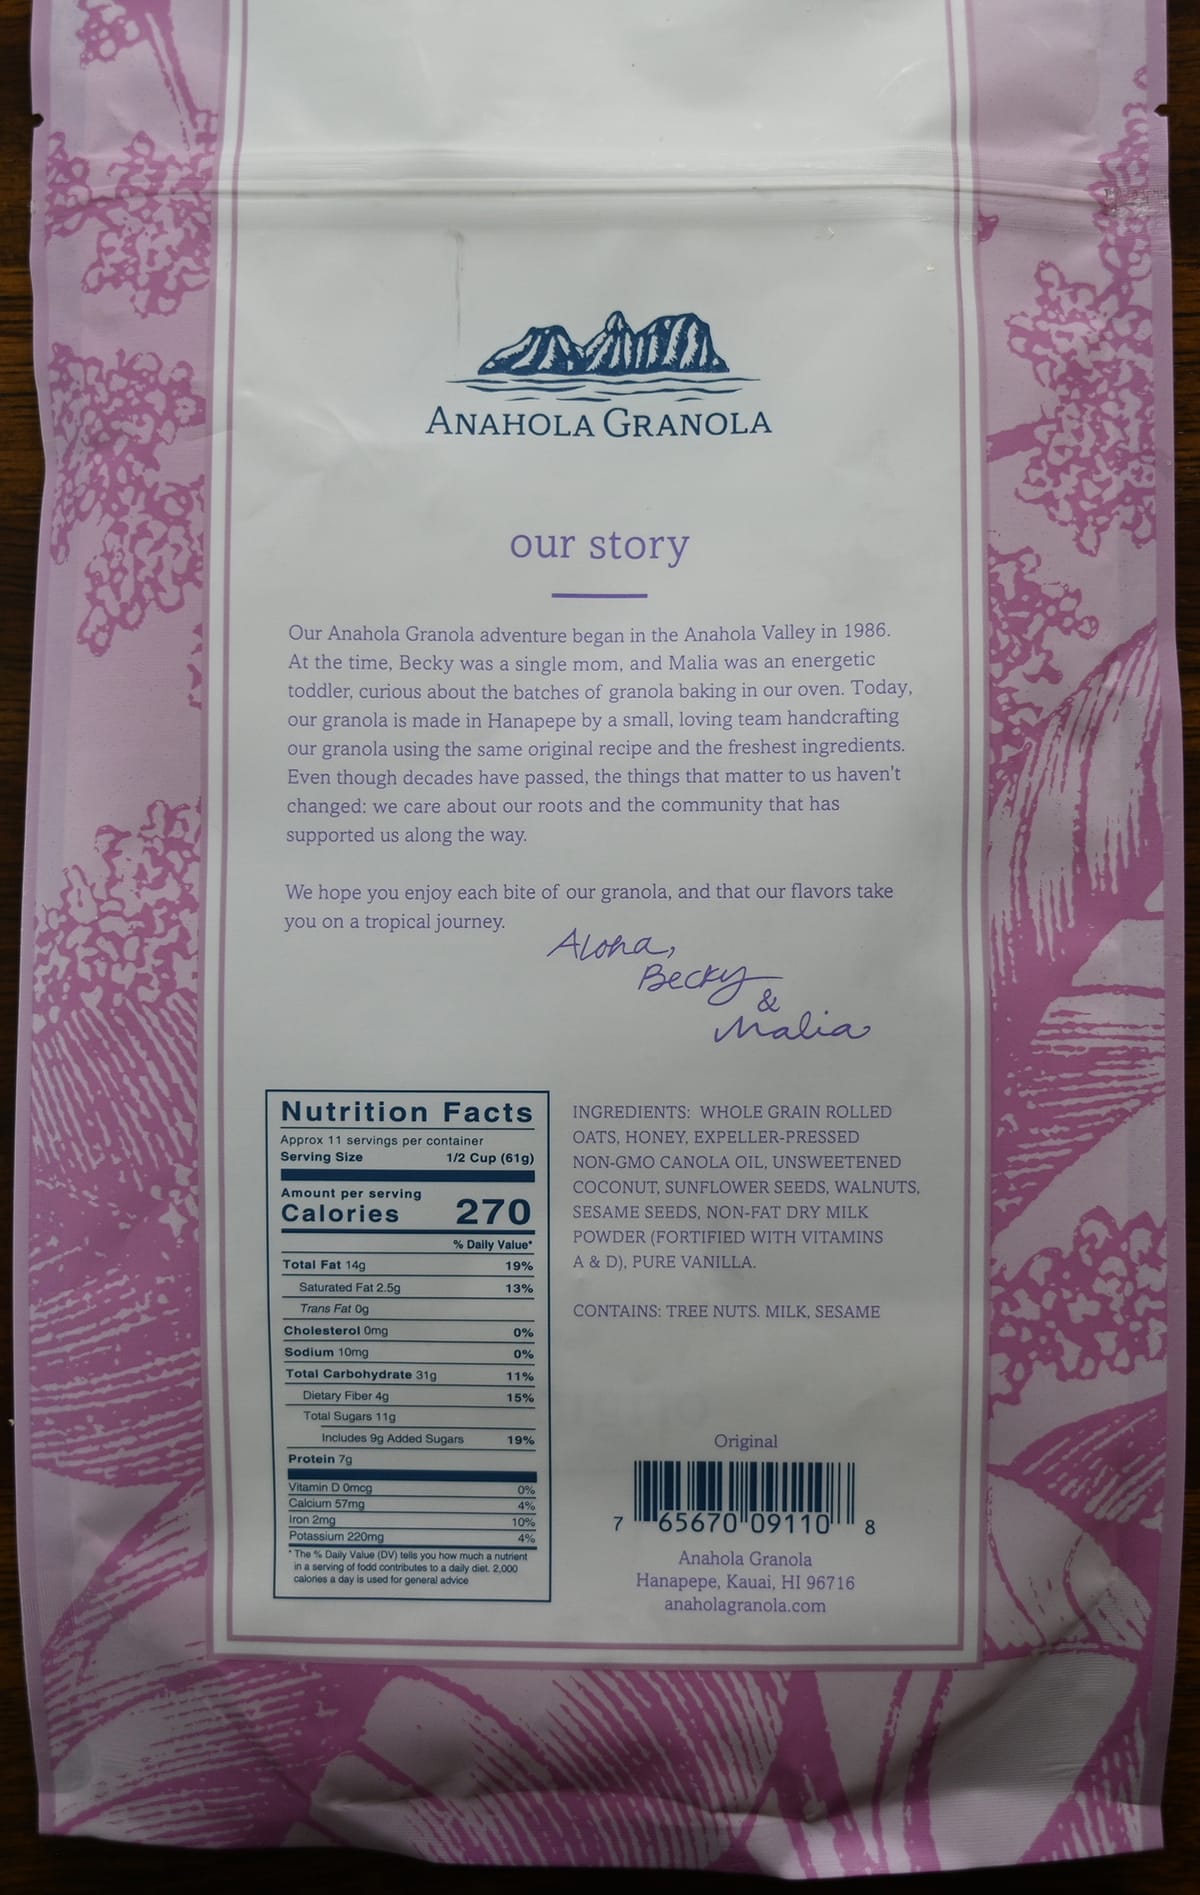 ANAHOLA GRANOLA
our story
Our Anahola Granola adventure began in the Anahola Valley in 1986.
At the time, Becky was a single mom, and Malia was an energetic
toddler, curious about the batches of granola baking in our oven. Today,
our granola is made in Hanapepe by a small, loving team handcrafting
our granola using the same original recipe and the freshest ingredients.
Even though decades have passed, the things that matter to us haven't
changed: we care about our roots and the community that has
supported us along the way.
We hope you enjoy each bite of our granola, and that our flavors take
you on a tropical journey.
Aloha,
Becky
&
Malia
Nutrition Facts
Approx 11 servings per container
Serving Size 1/2 Cup (61g)
Amount per serving
Calories 270
% Daily Value*
Total Fat 14g 19%
Saturated Fat 2.5g 13%
Trans Fat 0g
Cholesterol 0mg 0%
Sodium 10mg 0%
Total Carbohydrate 31g 11%
Dietary Fiber 4g 15%
Total Sugars 11g
Includes 9g Added Sugars 19%
Protein 7g
Vitamin D 0mcg 0%
Calcium 57mg 4%
Iron 2mg 10%
Potassium 220mg 4%
* The % Daily Value (DV) tells you how much a nutrient
in a serving of fodd contributes to a daily diet. 2,000
calories a day is used for general advice
INGREDIENTS: WHOLE GRAIN ROLLED
OATS, HONEY, EXPELLER-PRESSED
NON-GMO CANOLA OIL, UNSWEETENED
COCONUT, SUNFLOWER SEEDS, WALNUTS,
SESAME SEEDS, NON-FAT DRY MILK
POWDER (FORTIFIED WITH VITAMINS
A & D), PURE VANILLA.
CONTAINS: TREE NUTS. MILK, SESAME
Original
7 65670 09110 8
Anahola Granola
Hanapepe, Kauai, HI 96716
anaholagranola.com